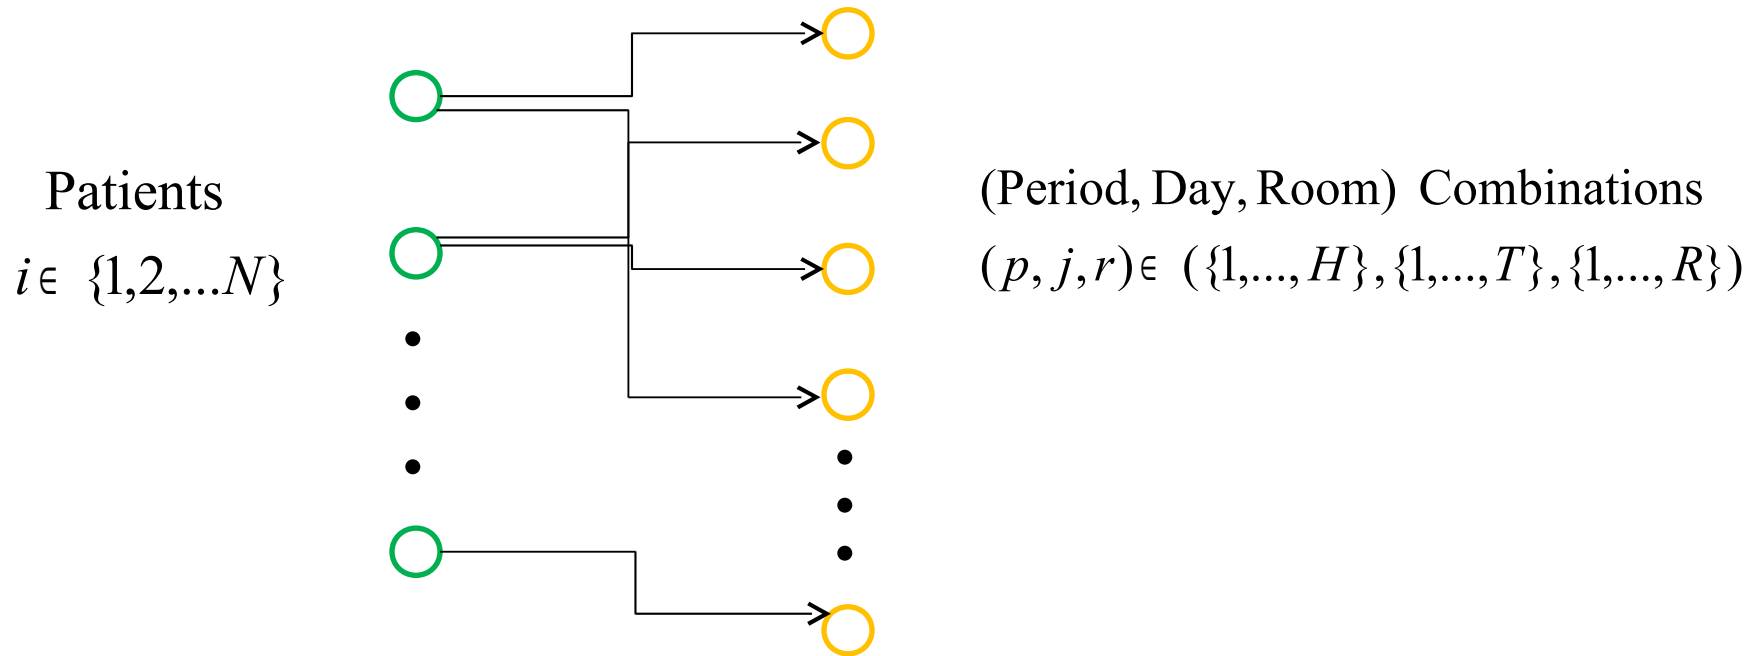 Patients
i ∈ {1,2,...N}
(Period, Day, Room) Combinations
(p, j, r) ∈ ({1,..., H}, {1,..., T}, {1,..., R})